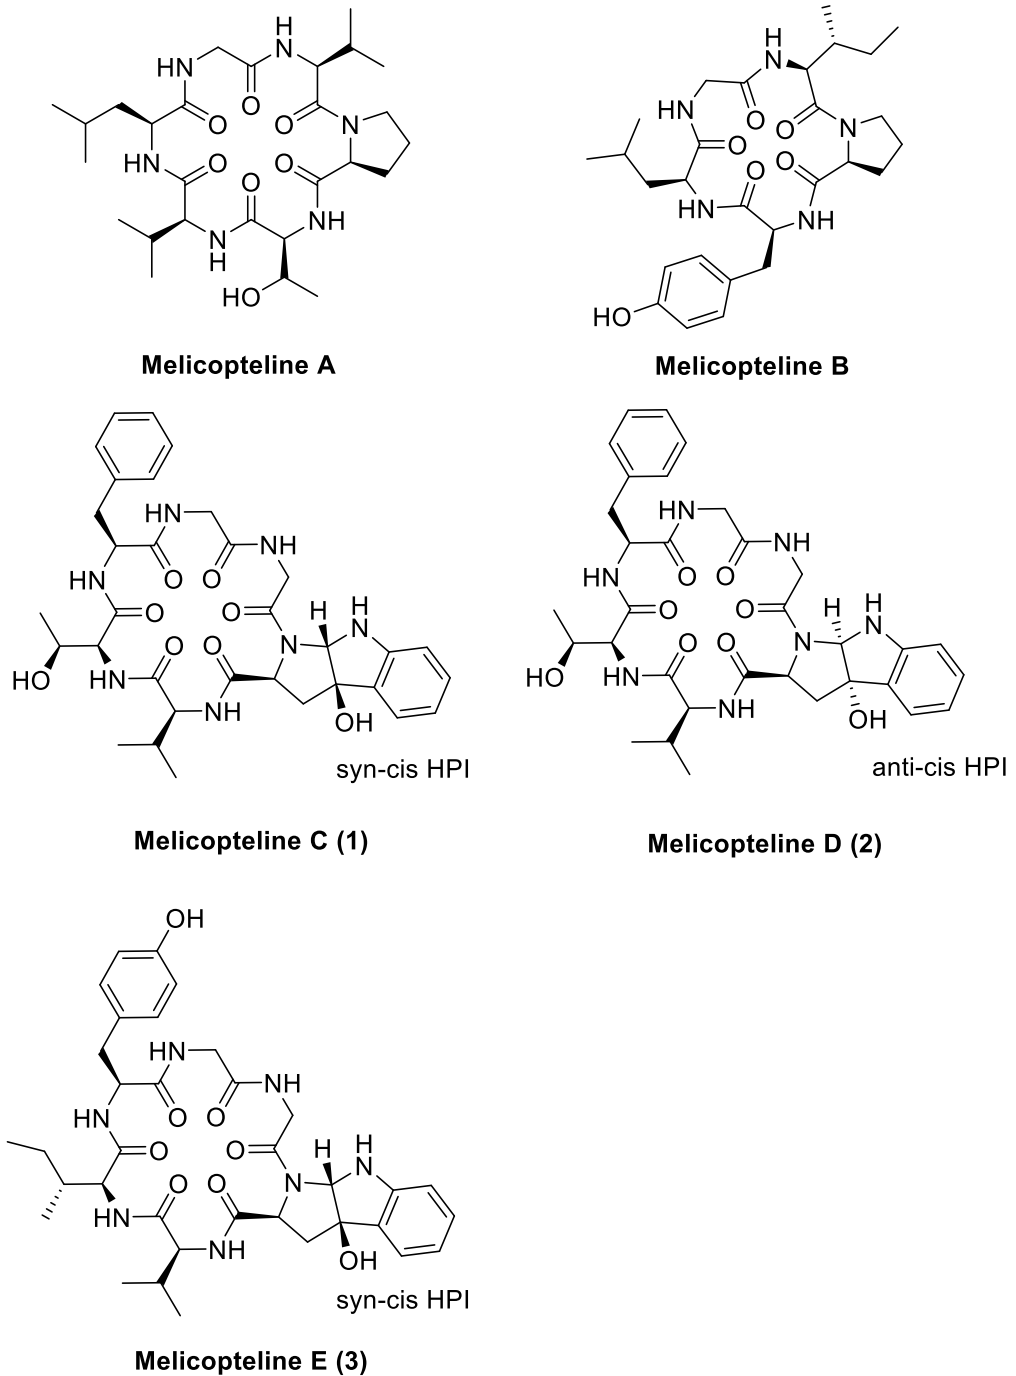 H
N
HN
O
O
O
N
HN
O
O
O
NH
N
H
HO
Melicopteline A
H
N
HN
O
O
O
N
O
O
HN
NH
HO
Melicopteline B
HN
NH
O
O
HN
O
O
H
H
N
N
O
O
HO
HN
NH
OH
syn-cis HPI
Melicopteline C (1)
HN
NH
O
O
HN
O
O
H
H
N
N
O
O
HO
HN
NH
OH
anti-cis HPI
Melicopteline D (2)
OH
HN
NH
O
O
HN
O
O
H
H
N
N
O
O
HN
NH
OH
syn-cis HPI
Melicopteline E (3)